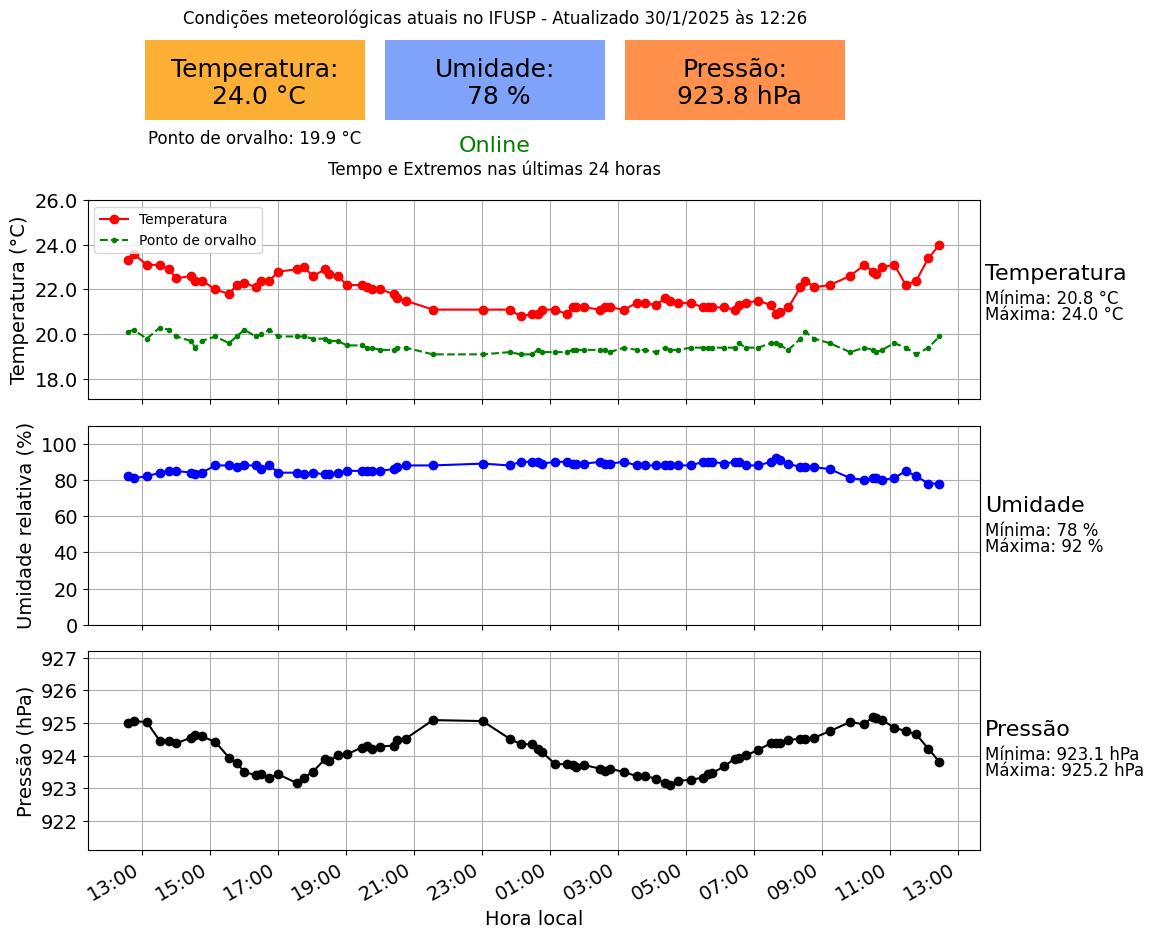 Condições meteorológicas atuais no IFUSP - Atualizado 30/1/2025 às 12:26
Temperatura:
24.0 °C
Umidade:
78 %
Pressão:
923.8 hPa
Ponto de orvalho: 19.9 °C
Online
Tempo e Extremos nas últimas 24 horas
Temperatura (°C)
26.0
24.0
22.0
20.0
18.0
Temperatura
Ponto de orvalho
Temperatura
Mínima: 20.8 °C
Máxima: 24.0 °C
Umidade relativa (%)
100
80
60
40
20
0
Umidade
Mínima: 78 %
Máxima: 92 %
Pressão (hPa)
927
926
925
924
923
922
Pressão
Mínima: 923.1 hPa
Máxima: 925.2 hPa
13:00 15:00 17:00 19:00 21:00 23:00 01:00 03:00 05:00 07:00 09:00 11:00 13:00
Hora local